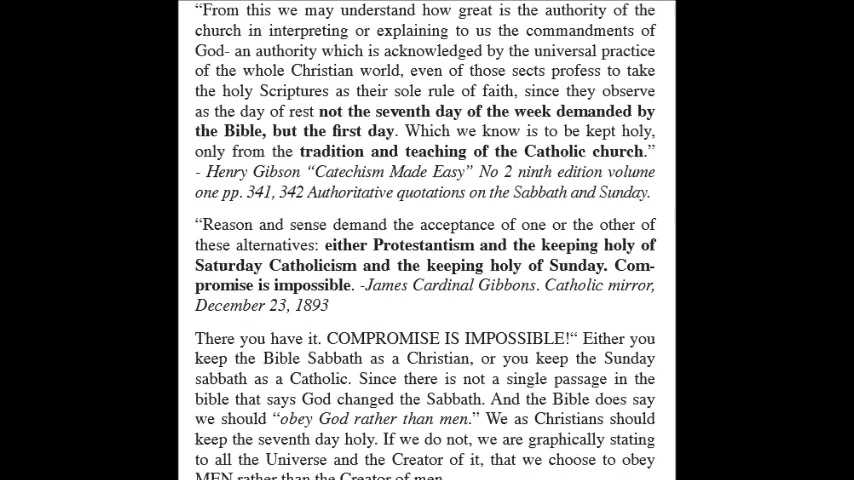 “From this we may understand how great is the authority of the
church in interpreting or explaining to us the commandments of
God- an authority which is acknowledged by the universal practice
of the whole Christian world, even of those sects profess to take
the holy Scriptures as their sole rule of faith, since they observe
as the day of rest not the seventh day of the week demanded by
the Bible, but the first day. Which we know is to be kept holy,
only from the tradition and teaching of the Catholic church.”
- Henry Gibson “Catechism Made Easy” No 2 ninth edition volume
one pp. 341, 342 Authoritative quotations on the Sabbath and Sunday.
“Reason and sense demand the acceptance of one or the other of
these alternatives: either Protestantism and the keeping holy of
Saturday Catholicism and the keeping holy of Sunday. Com-
promise is impossible. -James Cardinal Gibbons. Catholic mirror,
December 23, 1893
There you have it. COMPROMISE IS IMPOSSIBLE!“ Either you
keep the Bible Sabbath as a Christian, or you keep the Sunday
sabbath as a Catholic. Since there is not a single passage in the
bible that says God changed the Sabbath. And the Bible does say
we should “obey God rather than men.” We as Christians should
keep the seventh day holy. If we do not, we are graphically stating
to all the Universe and the Creator of it, that we choose to obey
MEN rather than the Creator of men.